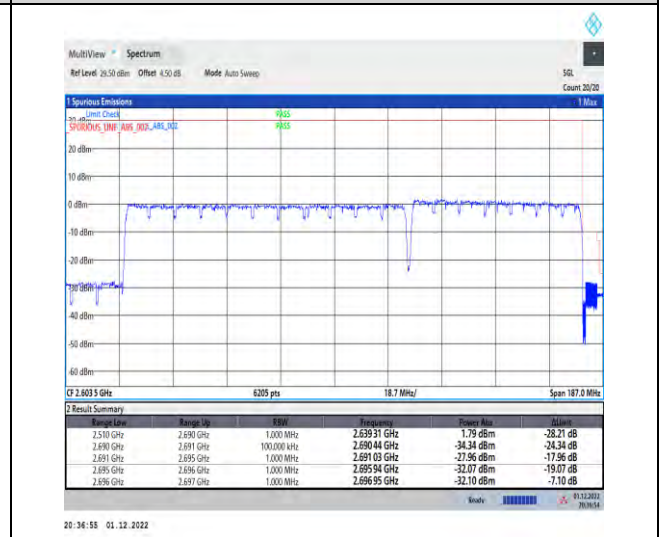 MultiView Spectrum
Ref Level 29.50 dBm Offset 4.50 dB Mode Auto Sweep SGL
Count 20/20
1 Spurious Emissions 1 Max
Limit Check PASS
SPURIOUS_LINE_ABS_002 PASS
20 dBm
10 dBm
0 dBm
-10 dBm
-30 dBm
-40 dBm
-50 dBm
-60 dBm
CF 2.603 5 GHz 6205 pts 18.7 MHz/ Span 187.0 MHz
2 Result Summary
Range Low Range Up RBW Frequency Power Abs ΔLimit
2.510 GHz 2.690 GHz 1.000 MHz 2.639 31 GHz 1.79 dBm -28.21 dB
2.690 GHz 2.691 GHz 100.000 kHz 2.690 44 GHz -34.34 dBm -24.34 dB
2.691 GHz 2.695 GHz 1.000 MHz 2.691 03 GHz -27.96 dBm -17.96 dB
2.695 GHz 2.696 GHz 1.000 MHz 2.695 94 GHz -32.07 dBm -19.07 dB
2.696 GHz 2.697 GHz 1.000 MHz 2.696 95 GHz -32.10 dBm -7.10 dB
Ready 01.12.2022
20:36:54
20:36:55 01.12.2022